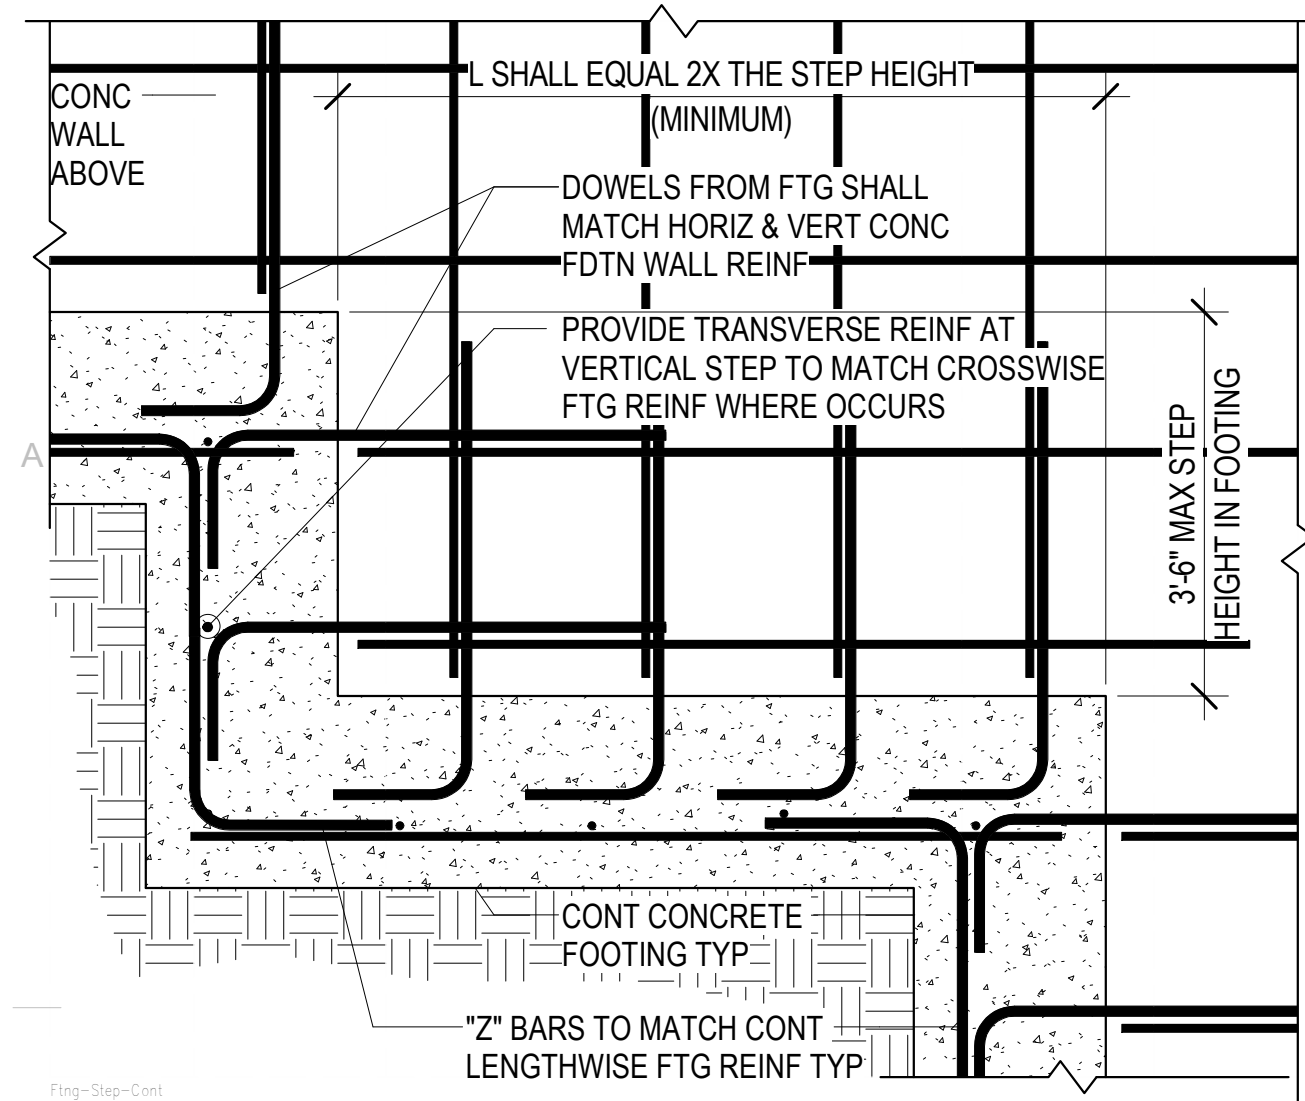 L SHALL EQUAL 2X THE STEP HEIGHT
(MINIMUM)
CONC
WALL
ABOVE
DOWELS FROM FTG SHALL
MATCH HORIZ & VERT CONC
FDTN WALL REINF
PROVIDE TRANSVERSE REINF AT
VERTICAL STEP TO MATCH CROSSWISE
FTG REINF WHERE OCCURS
A
3'-6" MAX STEP
HEIGHT IN FOOTING
CONT CONCRETE
FOOTING TYP
"Z" BARS TO MATCH CONT
LENGTHWISE FTG REINF TYP
Ftng-Step-Cont